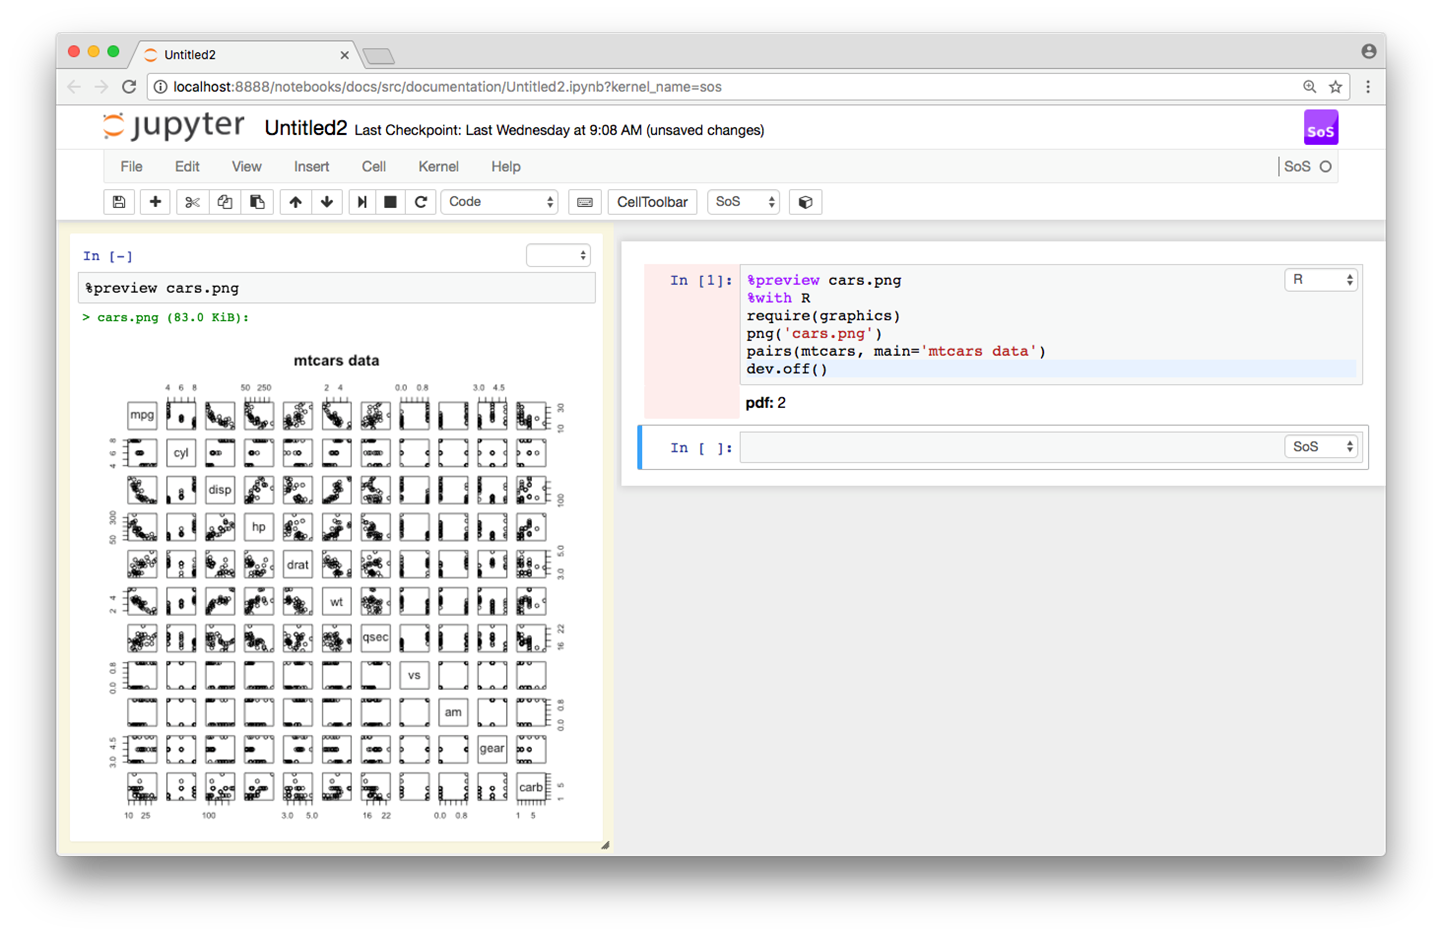 Untitled2
localhost:8888/notebooks/docs/src/documentation/Untitled2.ipynb?kernel_name=sos
jupyter Untitled2 Last Checkpoint: Last Wednesday at 9:08 AM (unsaved changes)
SoS
File Edit View Insert Cell Kernel Help
SoS
Code CellToolbar SoS
In [-]
%preview cars.png
> cars.png (83.0 KiB):
mtcars data
4 6 8 50 250 2 4 0.0 0.8 3.0 4.5
mpg
10 30
cyl
4 6 8
disp
100
hp
50 300
drat
3.0 5.0
wt
2 4
qsec
16 22
vs
0.0 0.8
am
0.0 0.8
gear
3.0 4.5
carb
1 5
10 25 100 3.0 5.0 16 22 0.0 0.8 1 5
In [1]:
%preview cars.png
R
%with R
require(graphics)
png('cars.png')
pairs(mtcars, main='mtcars data')
dev.off()
pdf: 2
In [ ]:
SoS